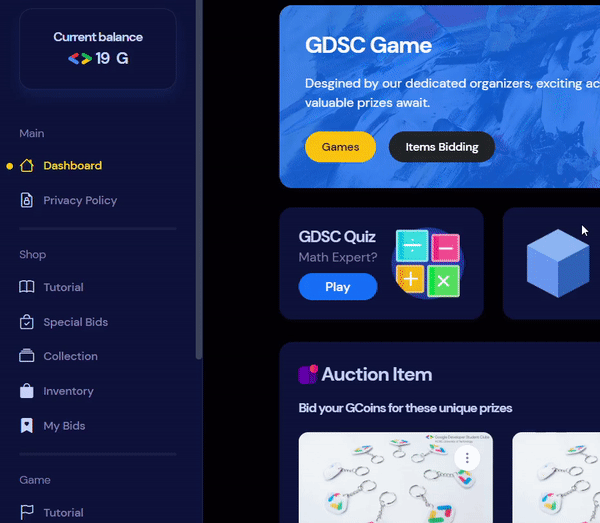 Current balance
19 G
Main
Dashboard
Privacy Policy
Shop
Tutorial
Special Bids
Collection
Inventory
My Bids
Game
Tutorial
GDSC Game
Desgined by our dedicated organizers, exciting ac
valuable prizes await.
Games
Items Bidding
GDSC Quiz
Math Expert?
Play
Auction Item
Bid your GCoins for these unique prizes
Google Developer Student Clubs